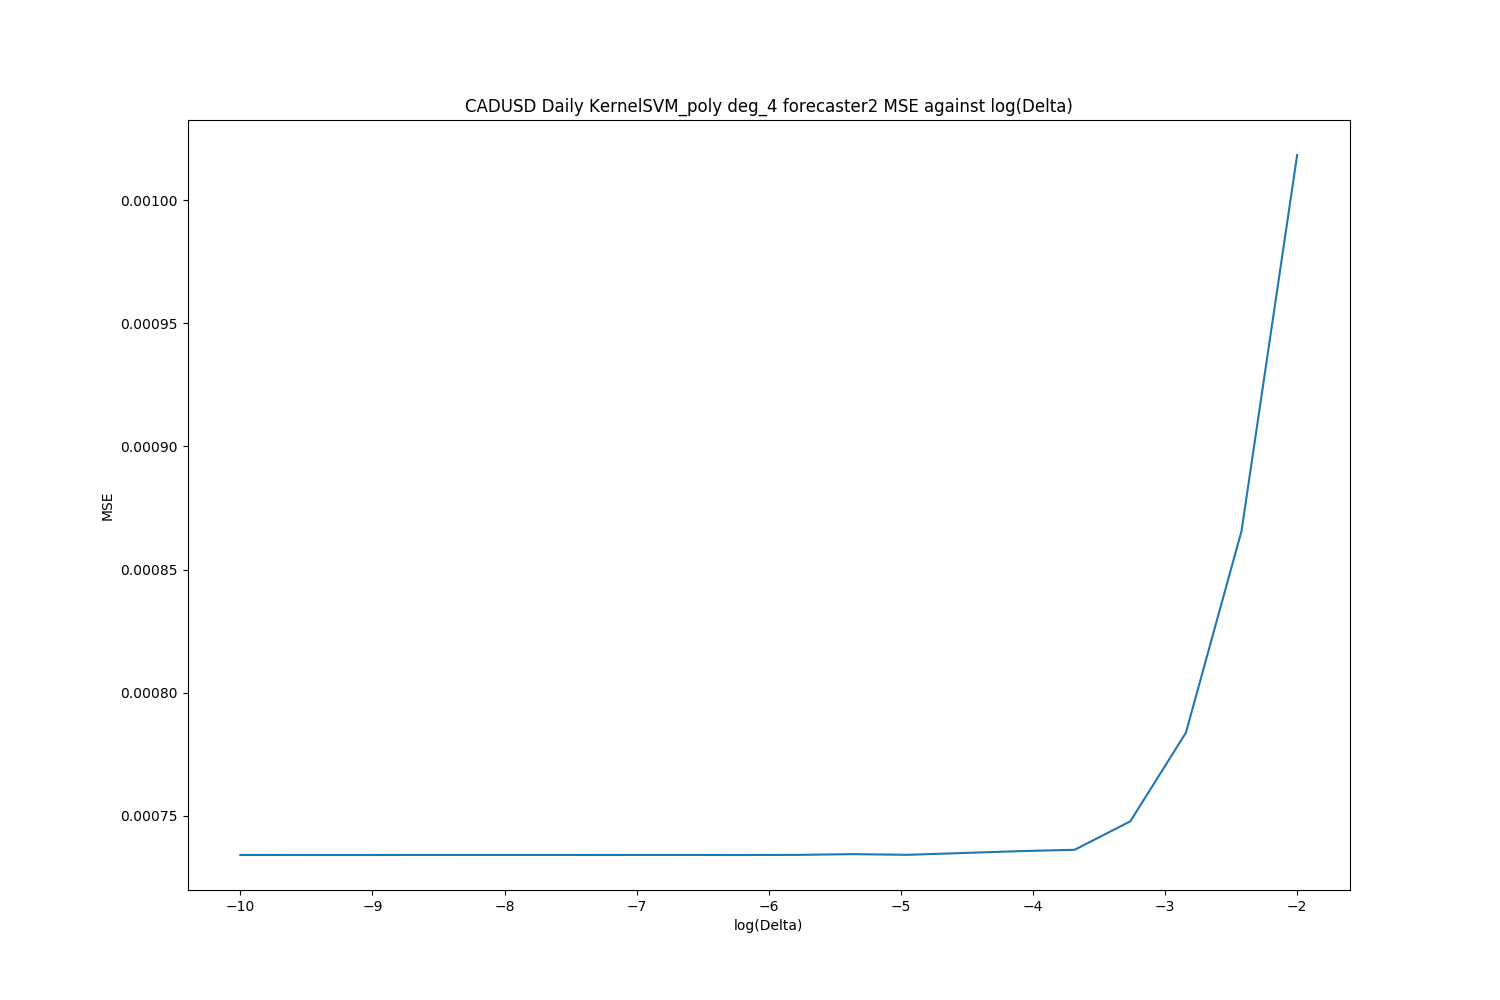 CADUSD Daily KernelSVM_poly deg_4 forecaster2 MSE against log(Delta)
0.00100
0.00095
0.00090
MSE
0.00085
0.00080
0.00075
−10 −9 −8 −7 −6 −5 −4 −3 −2
log(Delta)